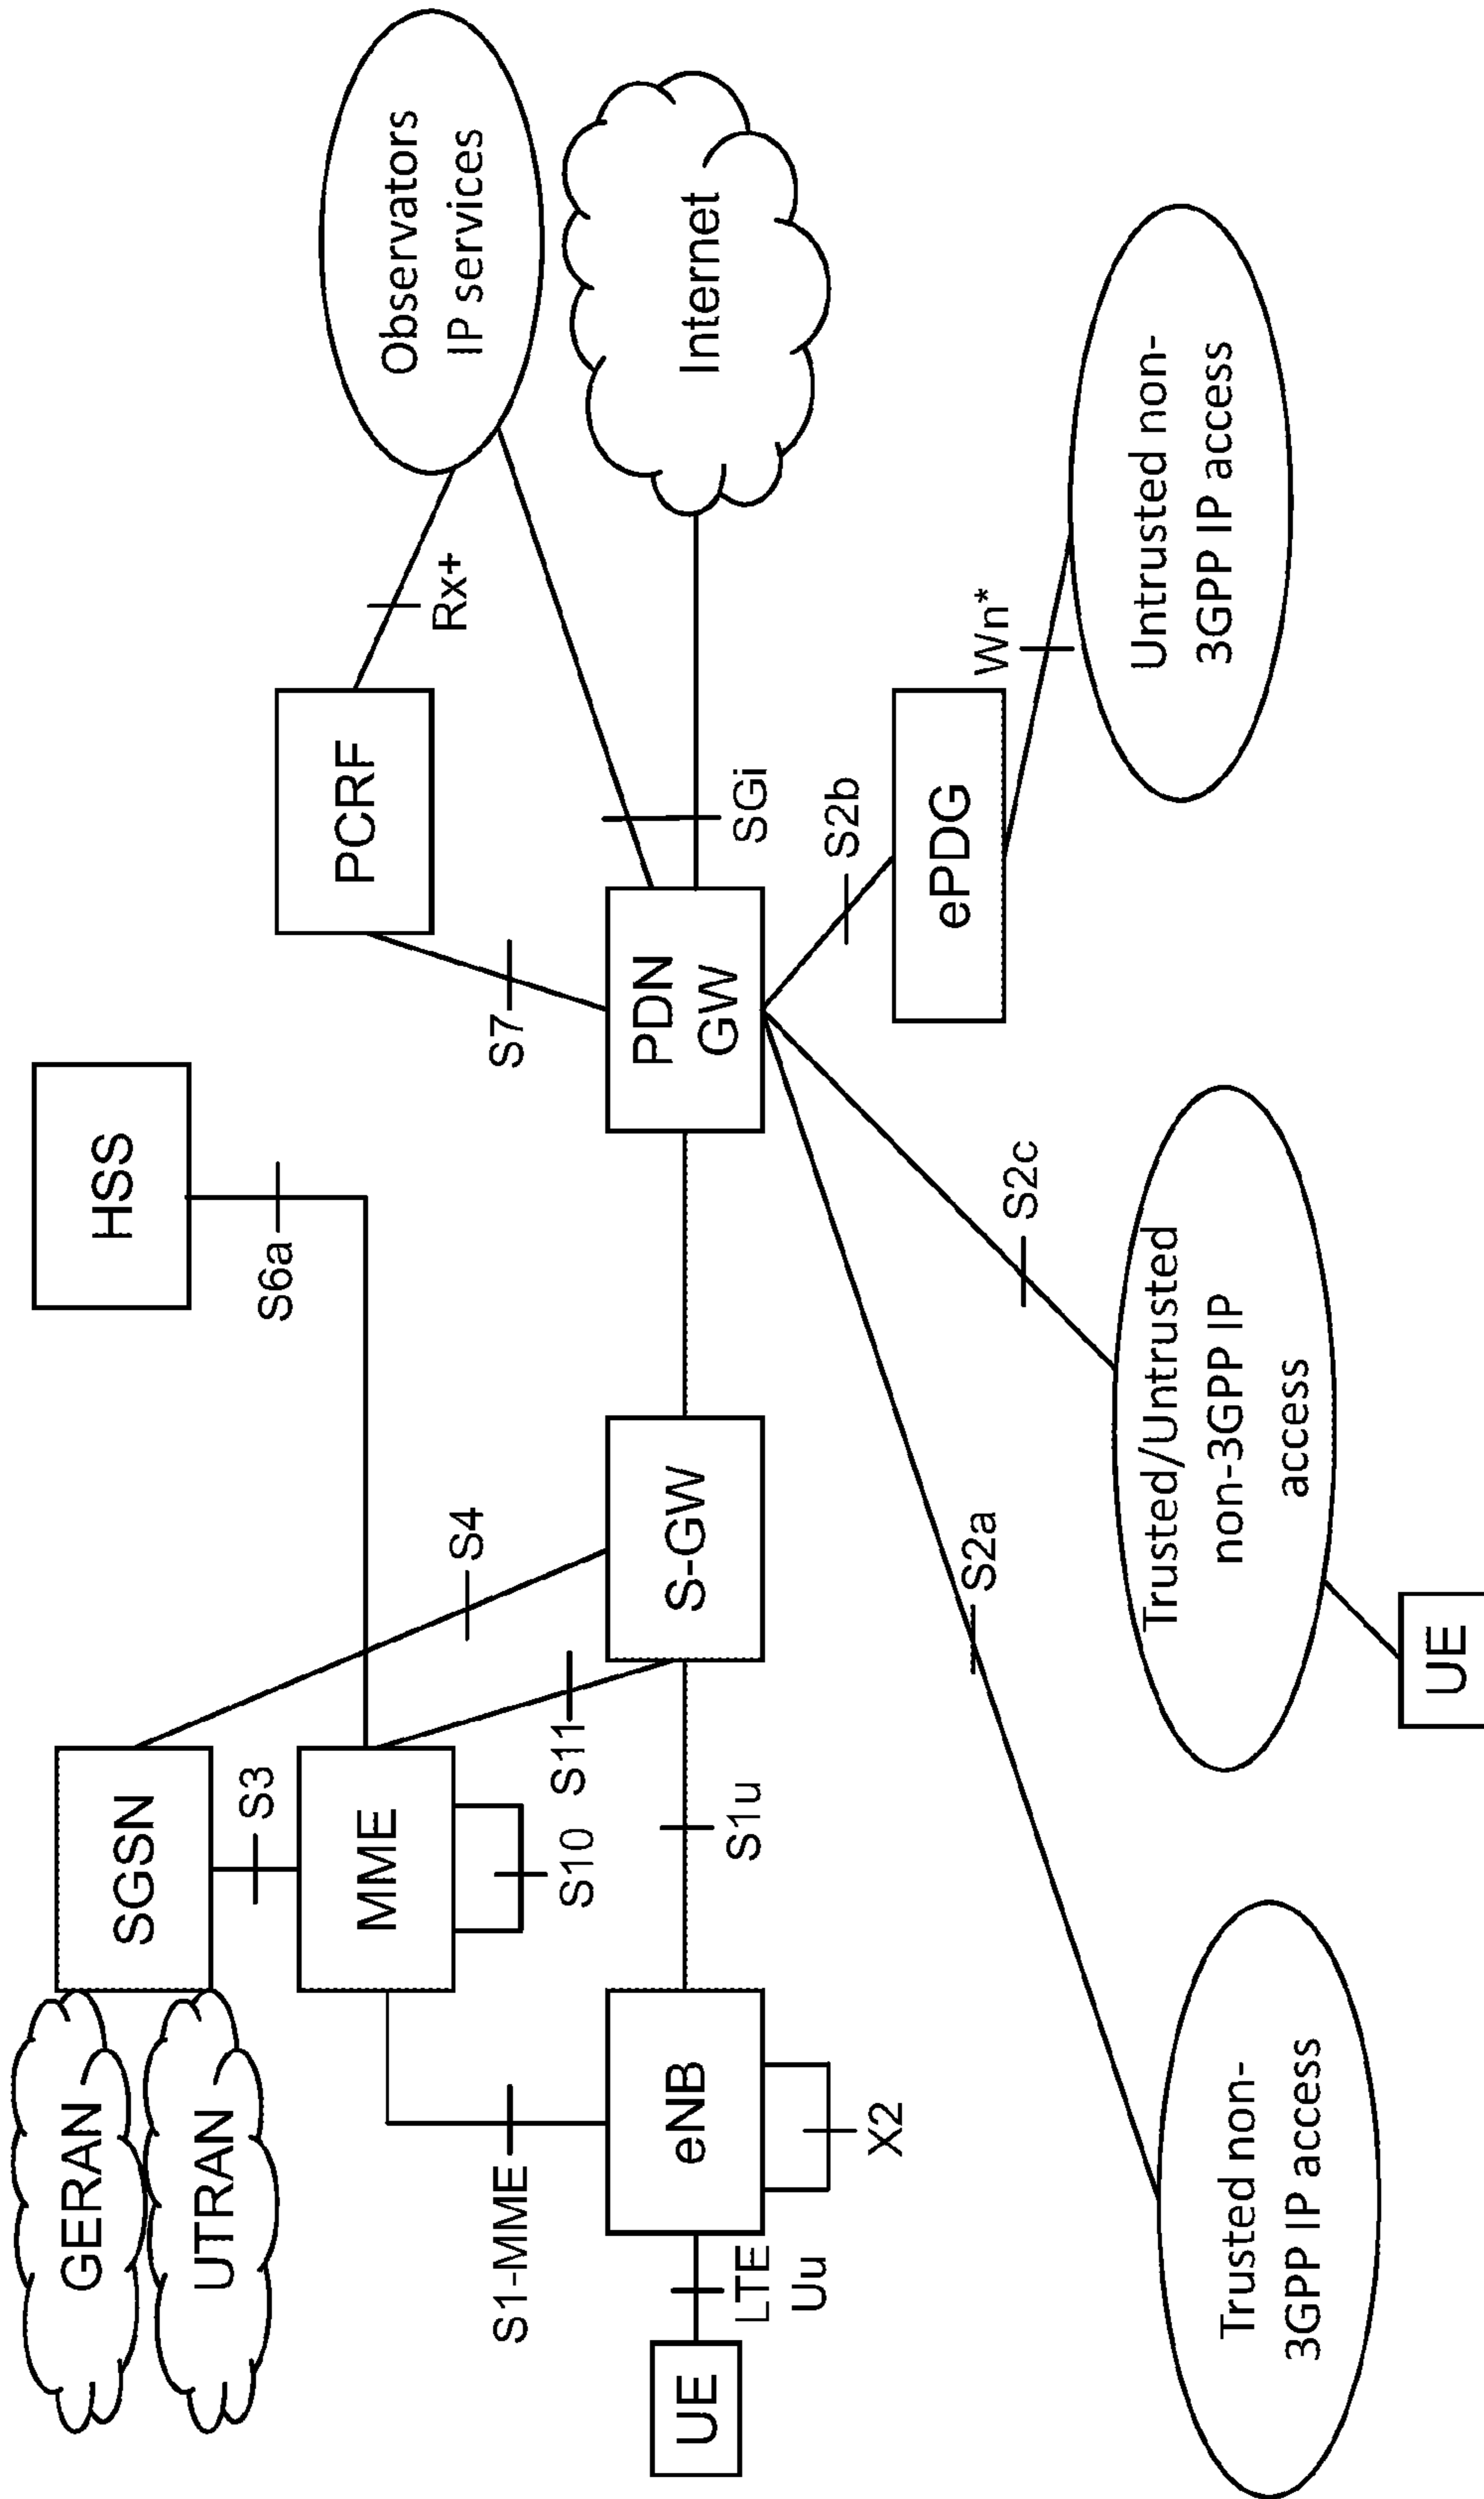 GERAN
UTRAN
SGSN
S3
MME
S10
S11
S4
S6a
HSS
S1-MME
UE
LTE
Uu
eNB
X2
S1u
S-GW
PDN
GW
S7
PCRF
Rx+
Observators
IP services
SGi
Internet
S2b
ePDG
Wn*
Untrusted non-
3GPP IP access
S2c
Trusted/Untrusted
non-3GPP IP
access
UE
S2a
Trusted non-
3GPP IP access